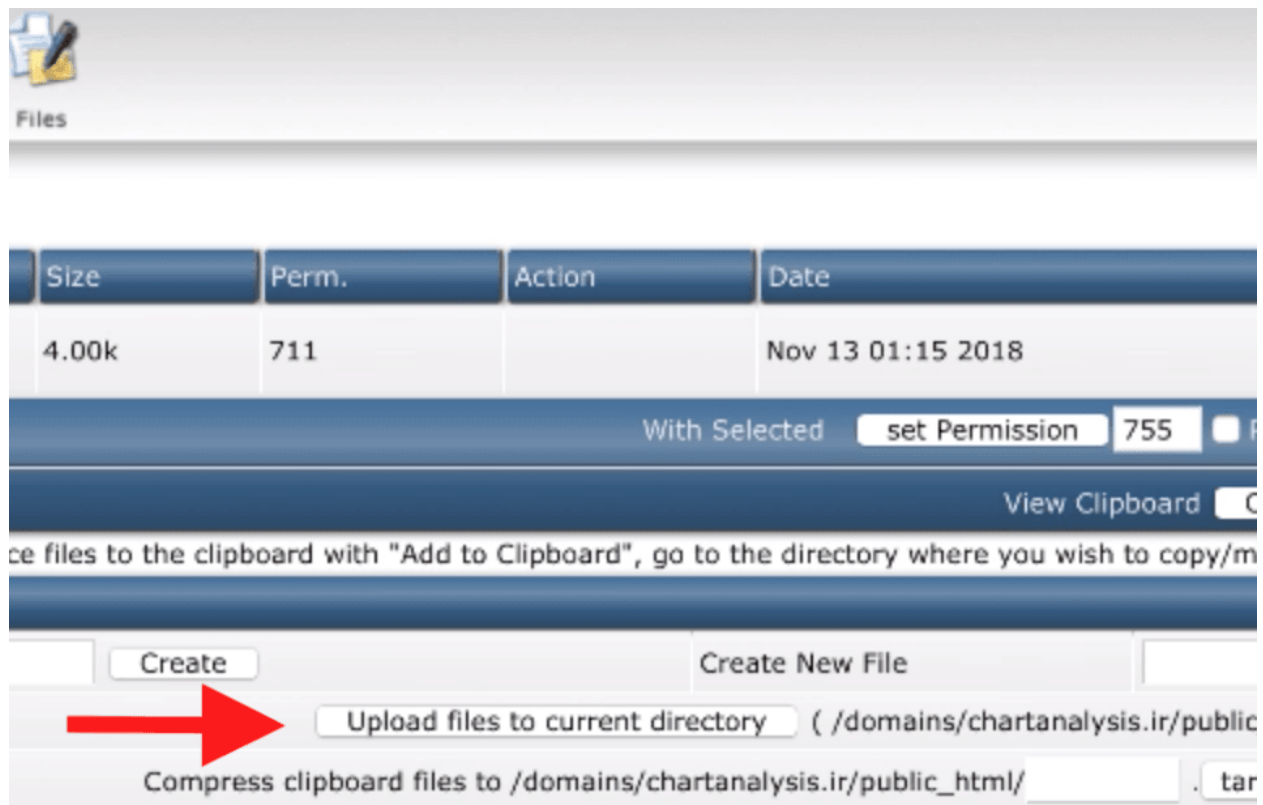 Files
Size Perm. Action Date
4.00k 711 Nov 13 01:15 2018
With Selected set Permission 755
View Clipboard
files to the clipboard with "Add to Clipboard", go to the directory where you wish to copy/m
Create Create New File
Upload files to current directory ( /domains/chartanalysis.ir/public
Compress clipboard files to /domains/chartanalysis.ir/public_html/ . tar